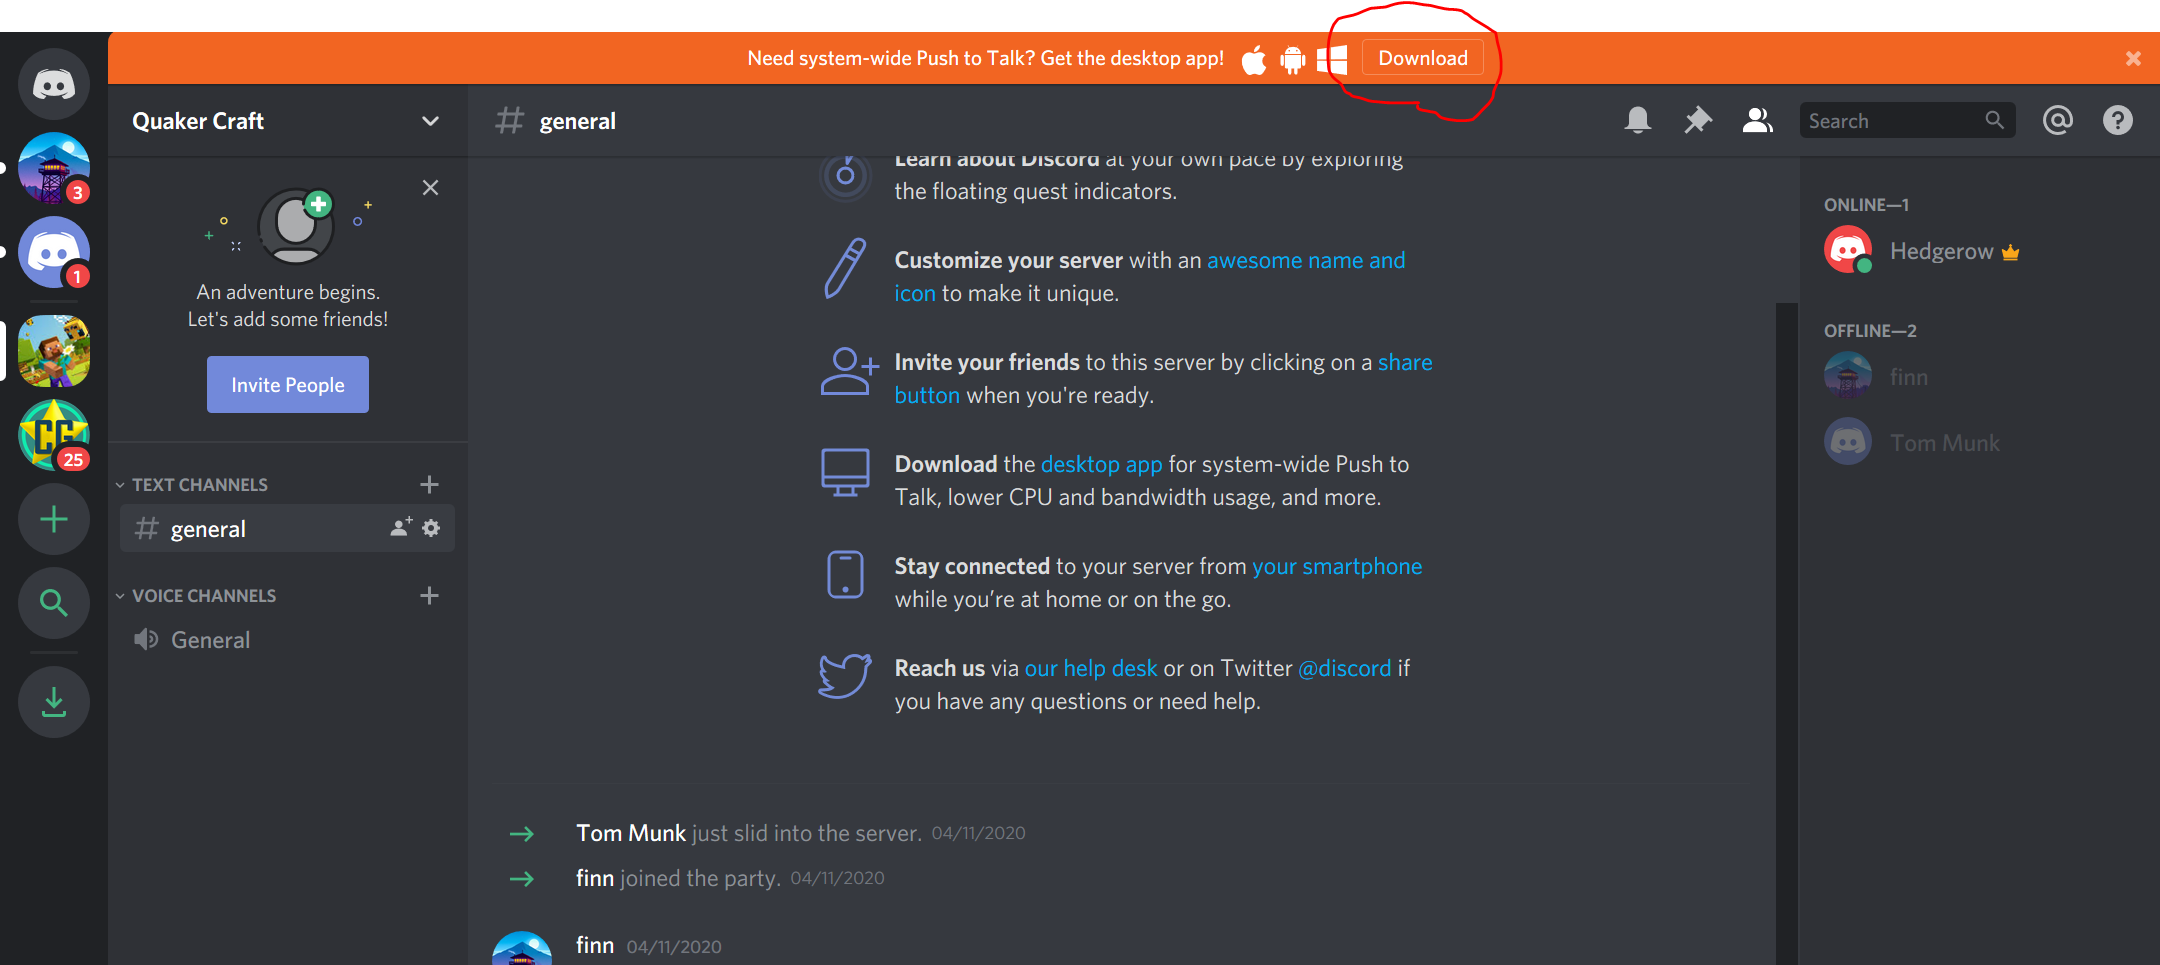 Need system-wide Push to Talk? Get the desktop app! Download
Quaker Craft
general
Search
3
1
25
CG
An adventure begins.
Let's add some friends!
Invite People
TEXT CHANNELS
general
VOICE CHANNELS
General
Learn about Discord at your own pace by exploring
the floating quest indicators.
Customize your server with an awesome name and
icon to make it unique.
Invite your friends to this server by clicking on a share
button when you're ready.
Download the desktop app for system-wide Push to
Talk, lower CPU and bandwidth usage, and more.
Stay connected to your server from your smartphone
while you’re at home or on the go.
Reach us via our help desk or on Twitter @discord if
you have any questions or need help.
Tom Munk just slid into the server. 04/11/2020
finn joined the party. 04/11/2020
finn 04/11/2020
ONLINE—1
Hedgerow
OFFLINE—2
finn
Tom Munk